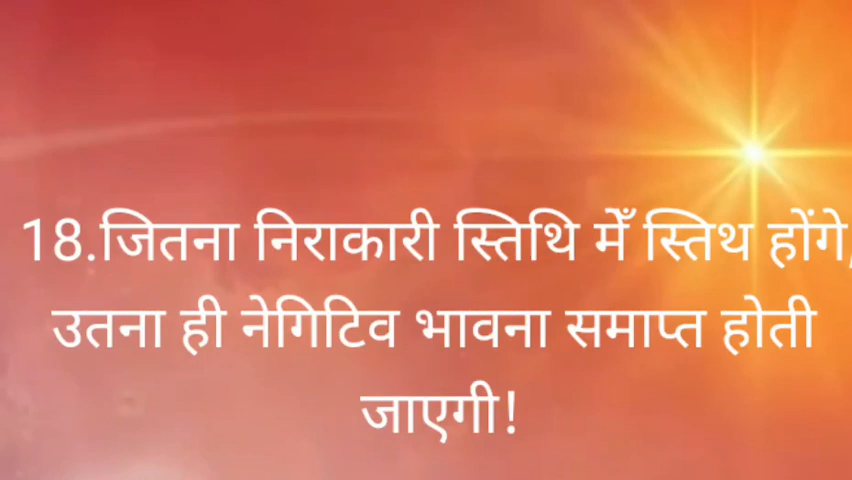 18.जितना निराकारी स्तिथि मेँ स्तिथ होंगे,
उतना ही नेगिटिव भावना समाप्त होती
जाएगी!